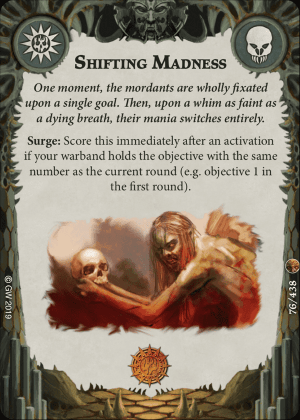 SHIFTING MADNESS
One moment, the mordants are wholly fixated
upon a single goal. Then, upon a whim as faint as
a dying breath, their mania switches entirely.
Surge: Score this immediately after an activation
if your warband holds the objective with the same
number as the current round (e.g. objective 1 in
the first round).
© GW 2019
76/438